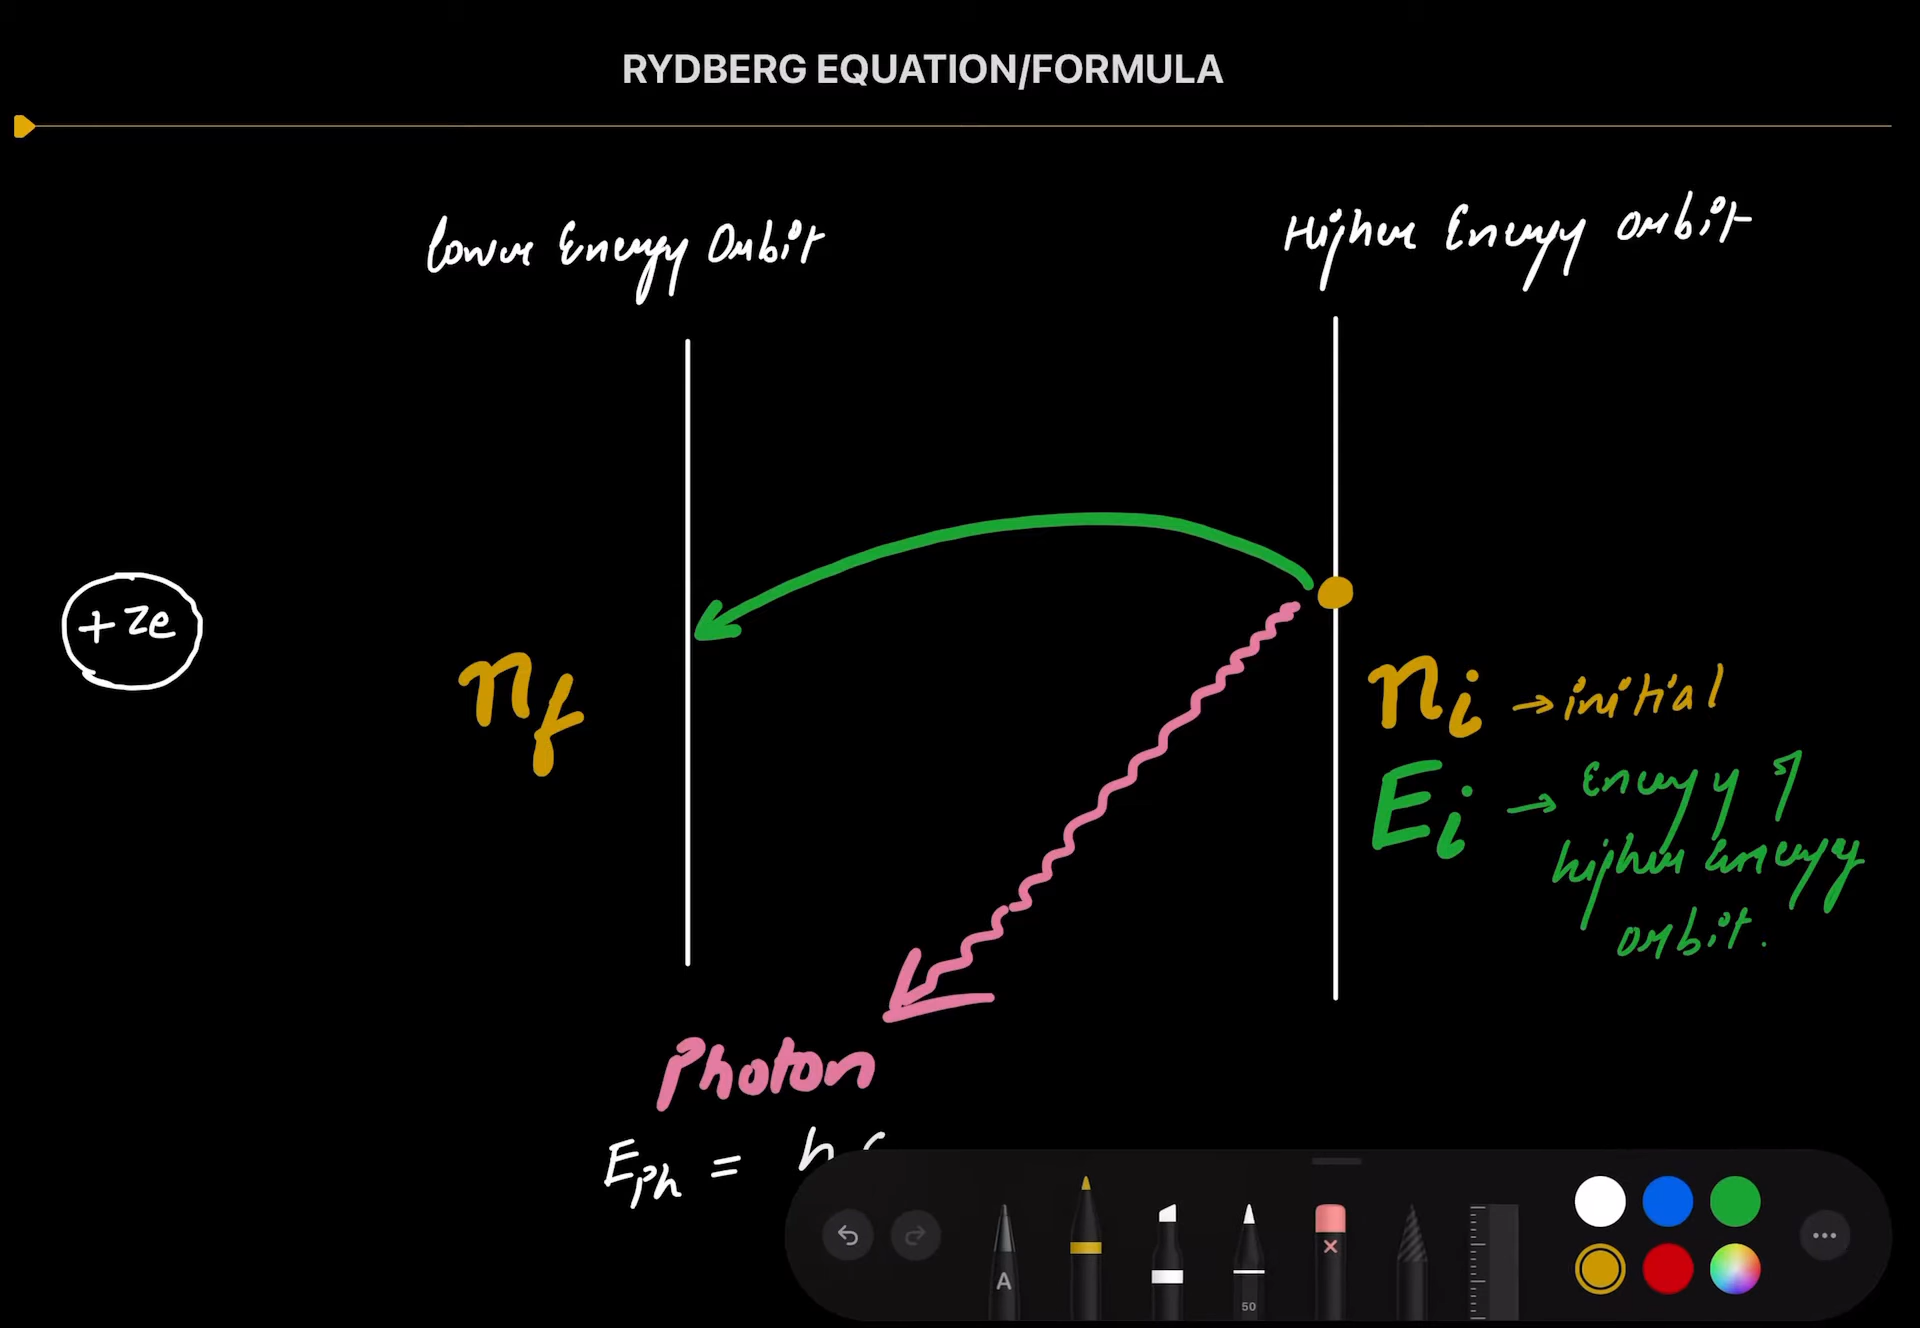 RYDBERG EQUATION/FORMULA
Lower Energy Orbit
Higher Energy orbit
+ze
nf
ni → initial
Ei → energy of
higher energy
orbit.
Photon
Eph = h
A
50